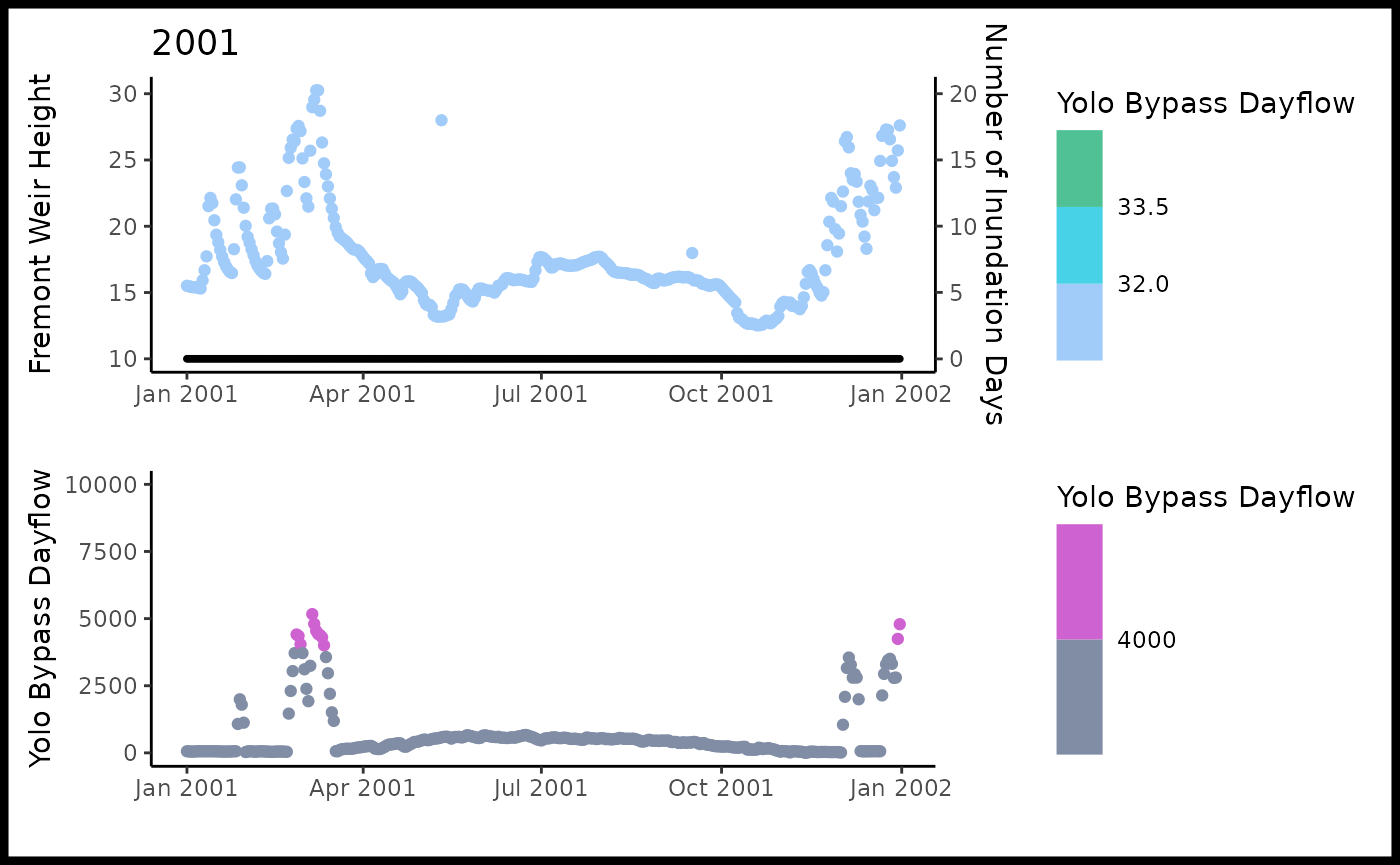 2001
Fremont Weir Height
30
25
20
15
10
20
15
10
5
0
Number of Inundation Days
Jan 2001 Apr 2001 Jul 2001 Oct 2001 Jan 2002
Yolo Bypass Dayflow
33.5
32.0
Yolo Bypass Dayflow
10000
7500
5000
2500
0
Jan 2001 Apr 2001 Jul 2001 Oct 2001 Jan 2002
Yolo Bypass Dayflow
4000